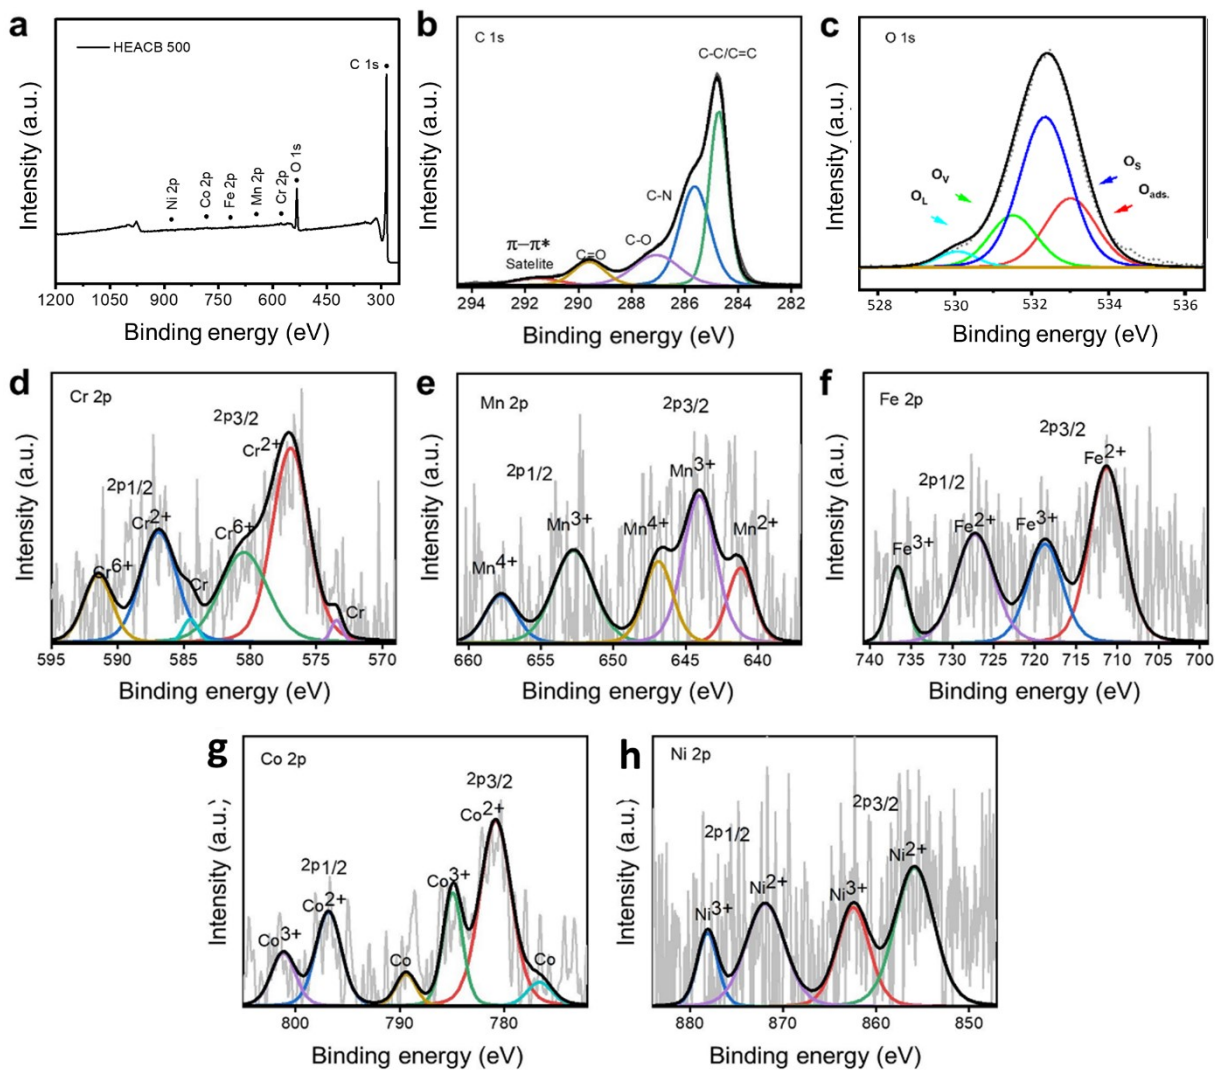 a
HEACB 500
C 1s
Ni 2p
Co 2p
Fe 2p
Mn 2p
Cr 2p
O 1s
Intensity (a.u.)
1200 1050 900 750 600 450 300
Binding energy (eV)
b
C 1s
C-C/C=C
C-N
C-O
C=O
π–π*
Satelite
Intensity (a.u.)
294 292 290 288 286 284 282
Binding energy (eV)
c
O 1s
OV
OL
OS
Oads.
Intensity (a.u.)
528 530 532 534 536
Binding energy (eV)
d
Cr 2p
2p3/2
Cr2+
2p1/2
Cr2+
Cr6+
Cr6+
Cr
Cr
Intensity (a.u.)
595 590 585 580 575 570
Binding energy (eV)
e
Mn 2p
2p3/2
2p1/2
Mn3+
Mn3+
Mn4+
Mn2+
Mn4+
Intensity (a.u.)
660 655 650 645 640
Binding energy (eV)
f
Fe 2p
2p3/2
Fe2+
2p1/2
Fe2+
Fe3+
Fe3+
Intensity (a.u.)
740 735 730 725 720 715 710 705 700
Binding energy (eV)
g
Co 2p
2p3/2
Co2+
2p1/2
Co3+
Co2+
Co3+
Co
Co
Intensity (a.u.)
800 790 780
Binding energy (eV)
h
Ni 2p
2p3/2
2p1/2
Ni2+
Ni2+
Ni3+
Ni3+
Intensity (a.u.)
880 870 860 850
Binding energy (eV)